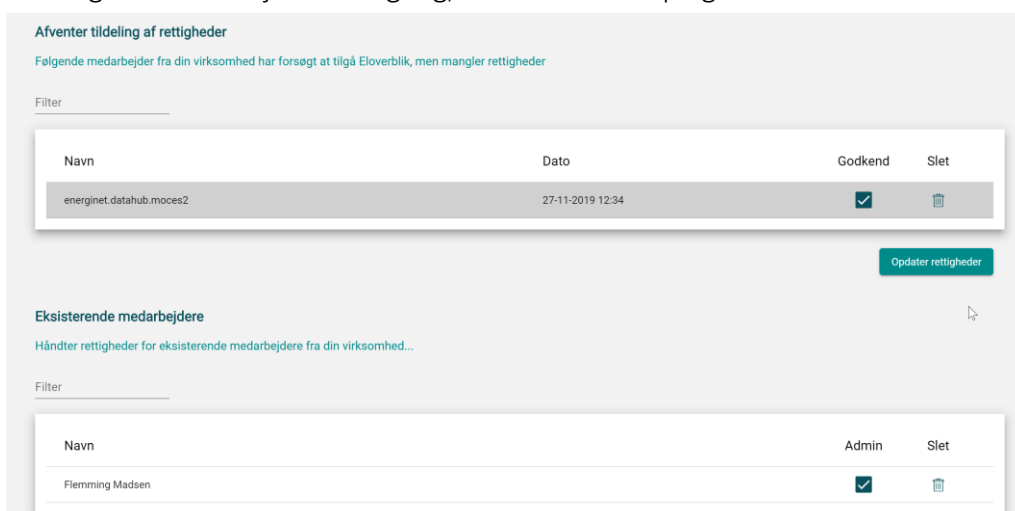 Afventer tildeling af rettigheder
Følgende medarbejder fra din virksomhed har forsøgt at tilgå Eloverblik, men mangler rettigheder
Filter
Navn Dato Godkend Slet
energinet.datahub.moces2 27-11-2019 12:34
Opdater rettigheder
Eksisterende medarbejdere
Håndter rettigheder for eksisterende medarbejdere fra din virksomhed...
Filter
Navn Admin Slet
Flemming Madsen